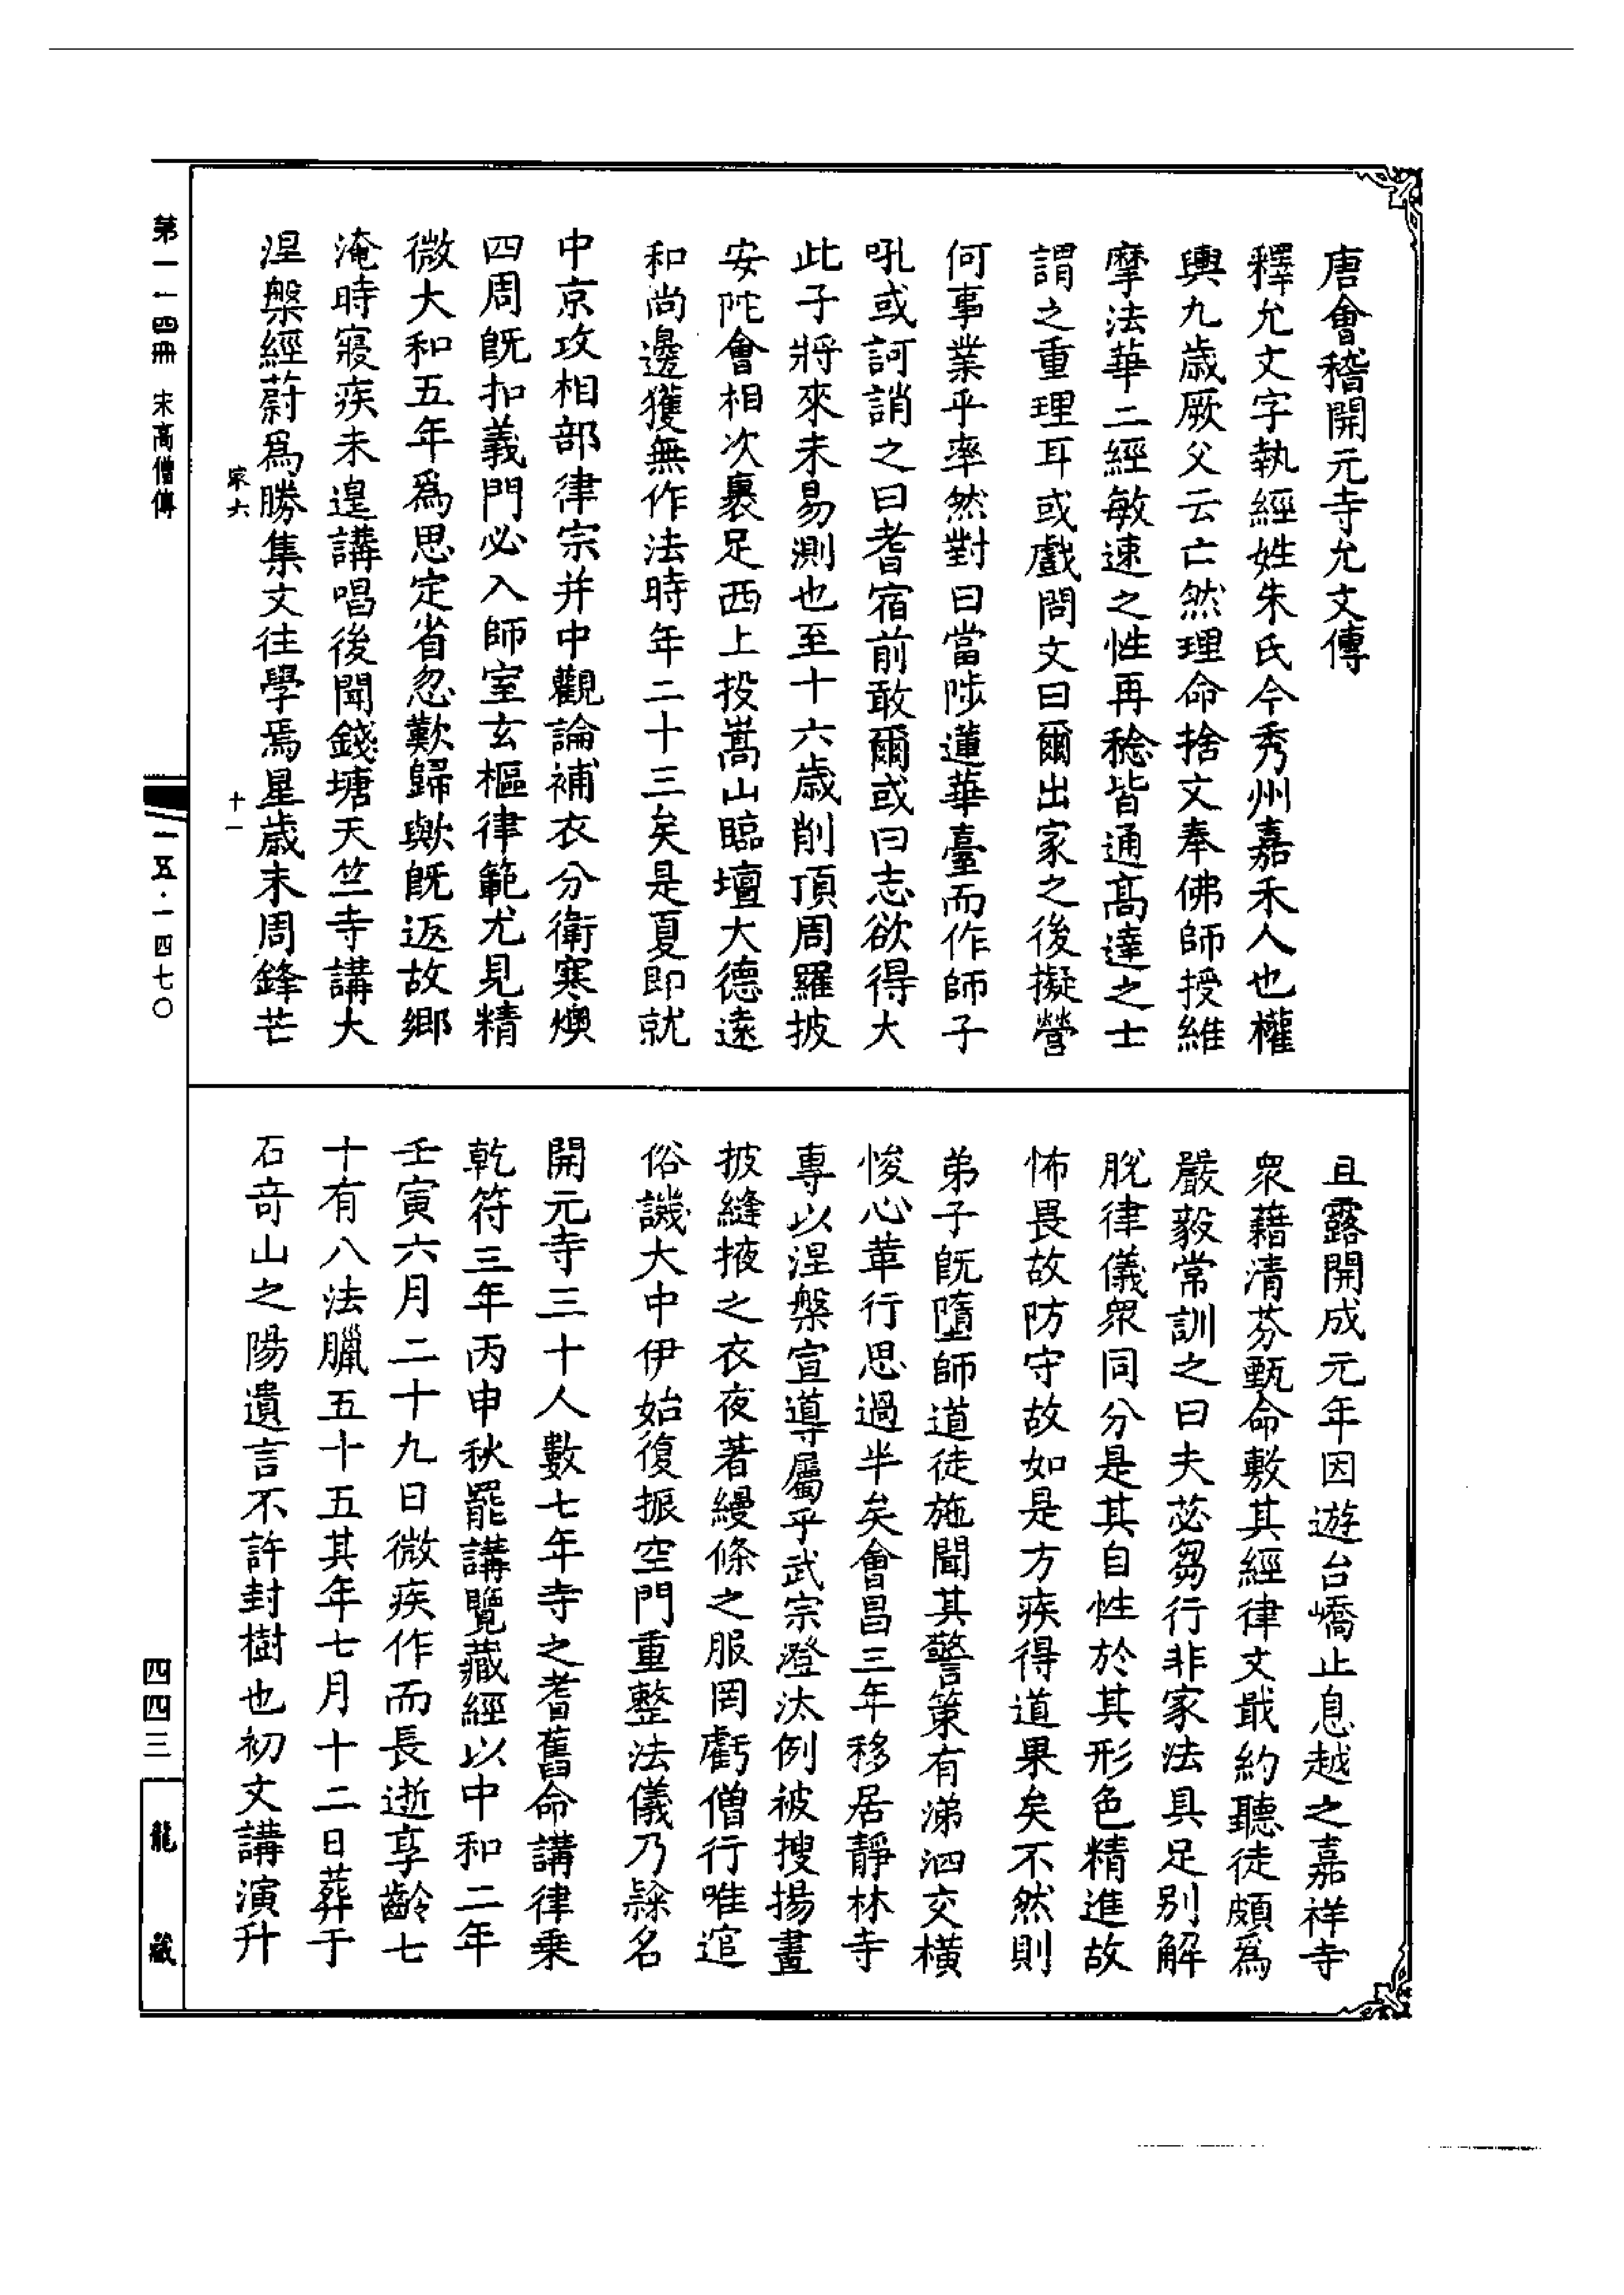 唐會稽開元寺允文傳
釋允文字執經姓朱氏今秀州嘉禾人也權
輿九歲厥父云亡然理命捨文奉佛師授維
摩法華二經敏速之性再稔皆通高達之士
謂之重理耳或戲問文曰爾出家之後擬營
何事業乎率然對曰當陟蓮華臺而作師子
吼或訶誚之曰耆宿前敢爾或曰志欲得大
此子將來未易測也至十六歲削頂周羅披
安陀會相次裹足西上投嵩山臨壇大德遠
和尚邊獲無作法時年二十三矣是夏即就
中京攻相部律宗并中觀論補衣分衛寒燠
四周旣扣義門必入師室玄樞律範尤見精
微大和五年爲思定省忽歎歸歟旣返故鄉
淹時寢疾未遑講唱後聞錢塘天竺寺講大
涅槃經蔚爲勝集文往學焉星歲未周鋒芒
且露開成元年因遊台嶠止息越之嘉祥寺
衆藉清芬甄命敷其經律文戢約聽徒頗爲
嚴毅常訓之曰夫苾芻行非家法具足別解
脫律儀衆同分是其自性於其形色精進故
怖畏故防守故如是方疾得道果矣不然則
弟子旣墮師道徒施聞其警策有涕泗交橫
悛心革行思過半矣會昌三年移居靜林寺
專以涅槃宣導屬乎武宗澄汰例被搜揚晝
披縫掖之衣夜著縵條之服罔虧僧行唯逭
俗譏大中伊始復振空門重整法儀乃隷名
開元寺三十人數七年寺之耆舊命講律乗
乾符三年丙申秋罷講覽藏經以中和二年
壬寅六月二十九日微疾作而長逝享齡七
十有八法臘五十五其年七月十二日葬于
石奇山之陽遺言不許封樹也初文講演升
第一一四冊 宋高僧傳
家六 十一
一五·一四七〇
四四三
龍藏